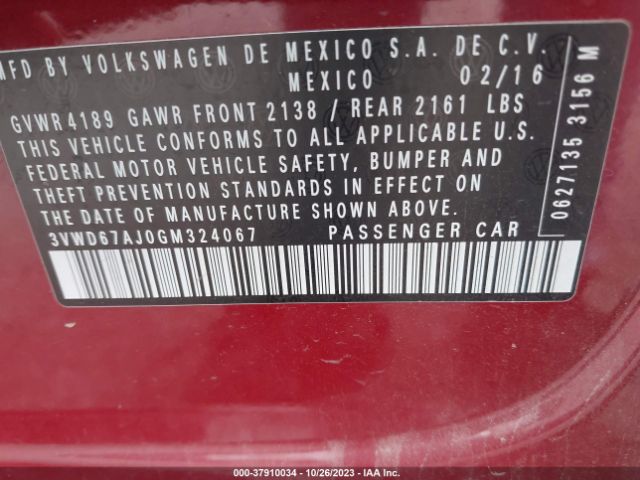 MFD BY VOLKSWAGEN DE MEXICO S.A. DE C.V.
MEXICO 02/16
GVWR 4189 GAWR FRONT 2138 / REAR 2161 LBS
THIS VEHICLE CONFORMS TO ALL APPLICABLE U.S.
FEDERAL MOTOR VEHICLE SAFETY, BUMPER AND
THEFT PREVENTION STANDARDS IN EFFECT ON
THE DATE OF MANUFACTURE SHOWN ABOVE.
3VWD67AJ0GM324067 PASSENGER CAR
0627135 3156 M
000-37910034 - 10/26/2023 - IAA Inc.